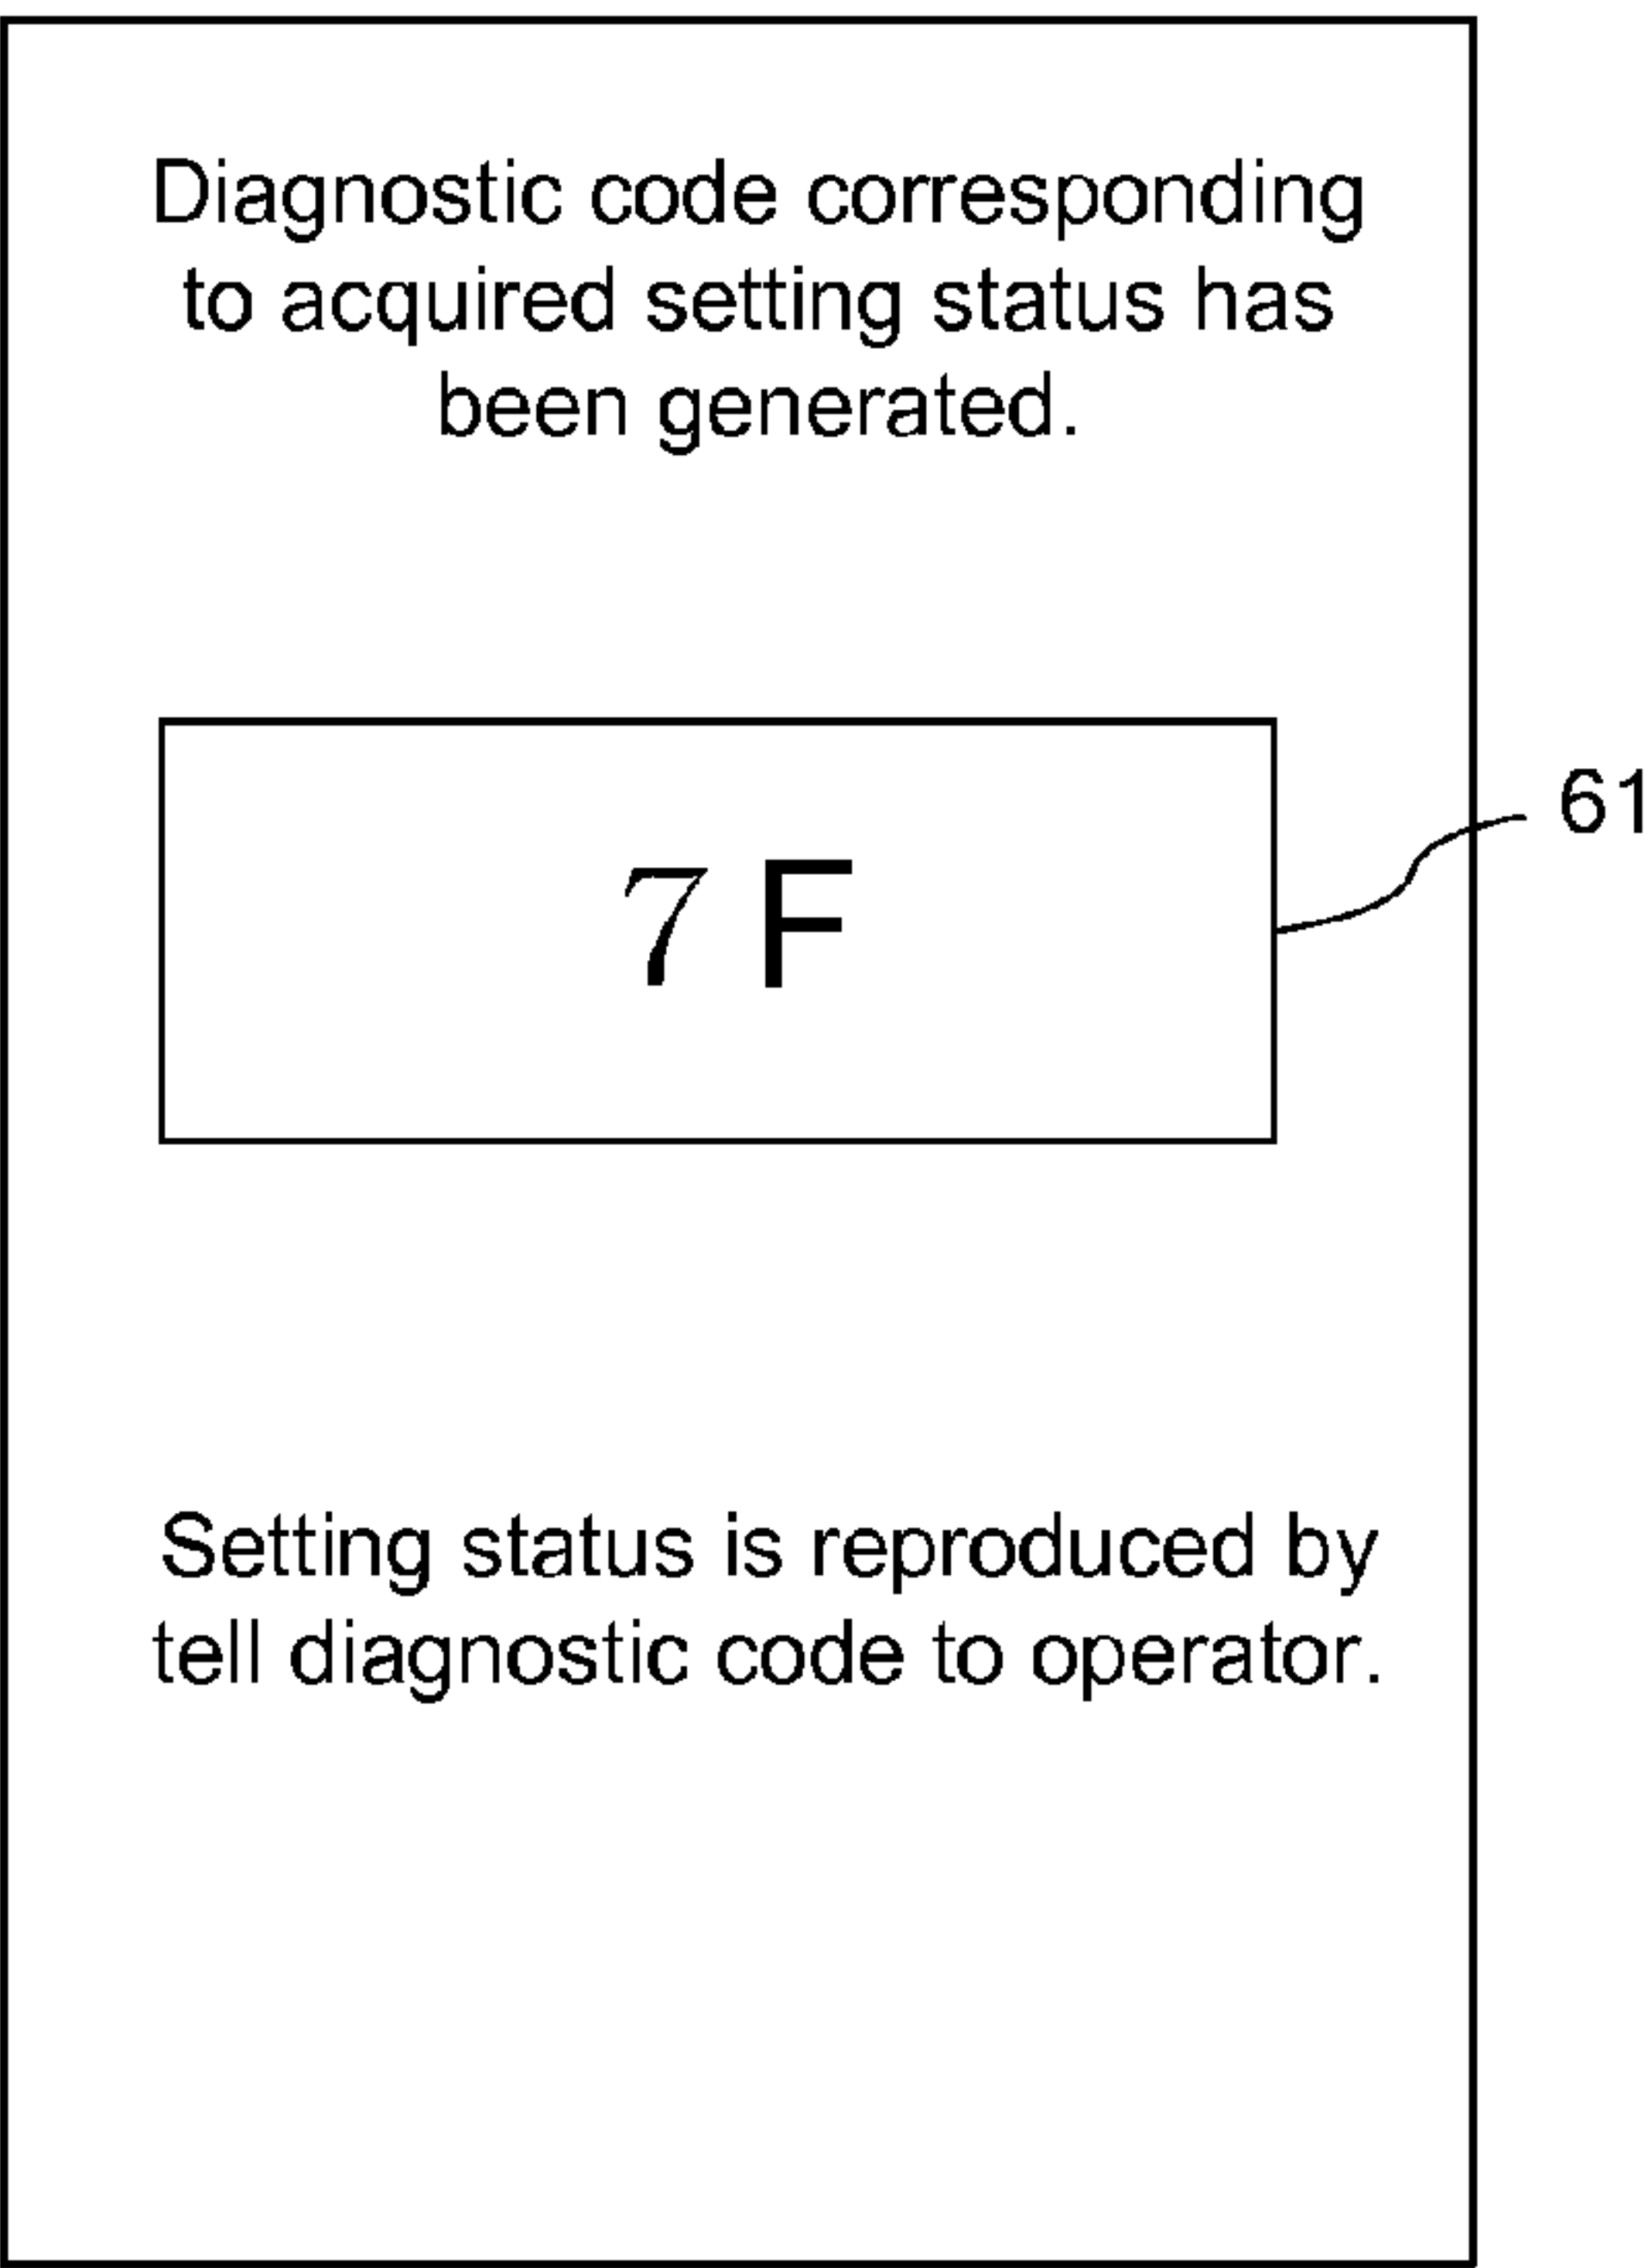 Diagnostic code corresponding
to acquired setting status has
been generated.
7F
61
Setting status is reproduced by
tell diagnostic code to operator.